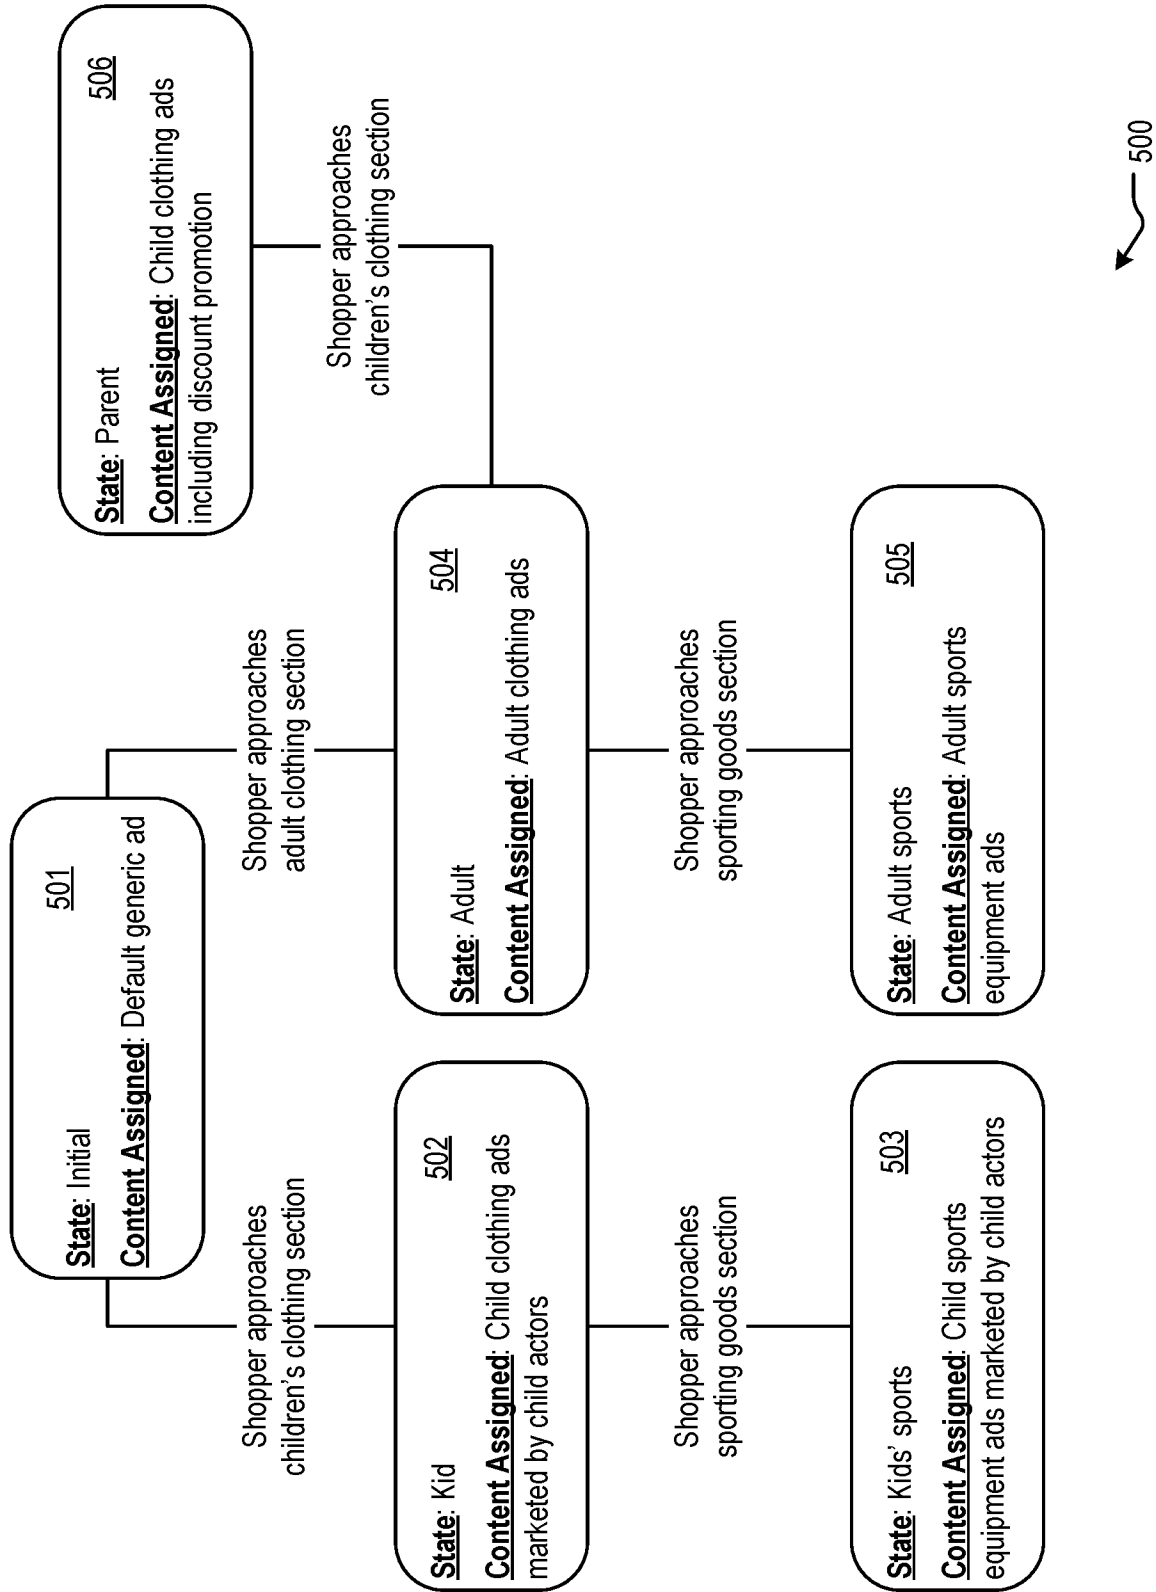 501
State: Initial
Content Assigned: Default generic ad
Shopper approaches
children's clothing section
Shopper approaches
adult clothing section
506
State: Parent
Content Assigned: Child clothing ads
including discount promotion
Shopper approaches
children's clothing section
502
State: Kid
Content Assigned: Child clothing ads
marketed by child actors
504
State: Adult
Content Assigned: Adult clothing ads
Shopper approaches
sporting goods section
Shopper approaches
sporting goods section
503
State: Kids' sports
Content Assigned: Child sports
equipment ads marketed by child actors
505
State: Adult sports
Content Assigned: Adult sports
equipment ads
500